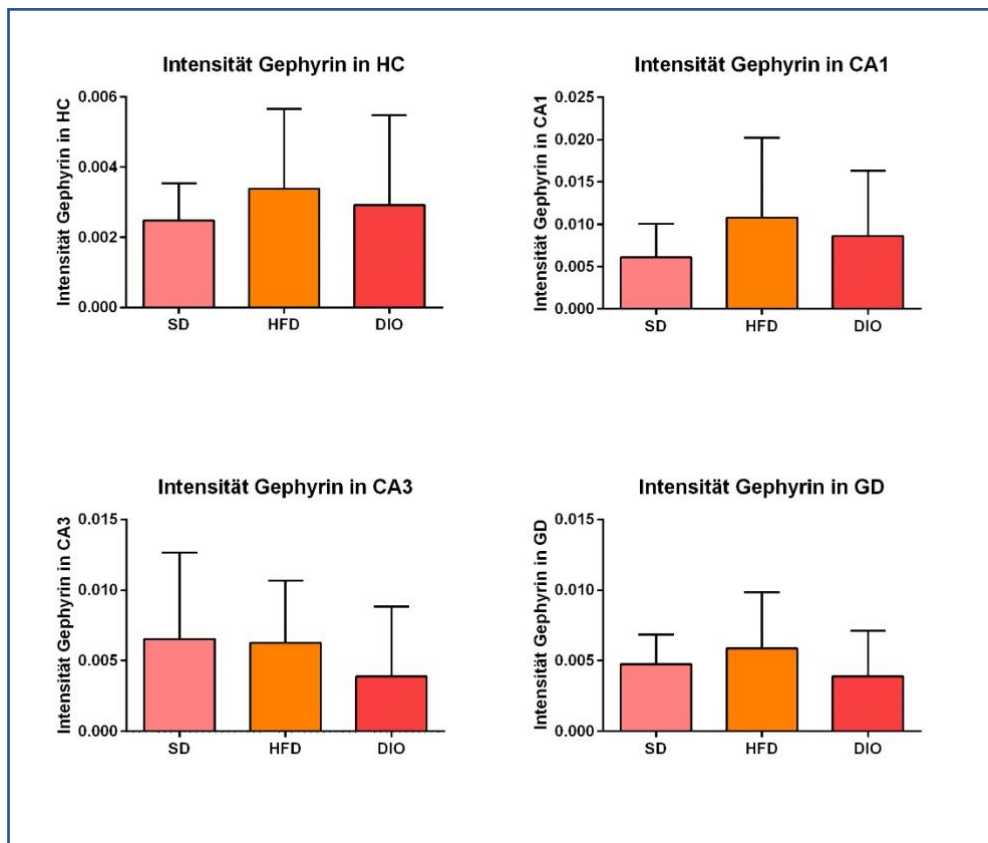 Intensität Gephyrin in HC
Intensität Gephyrin in HC
0.006
0.004
0.002
0.000
SD HFD DIO
Intensität Gephyrin in CA1
Intensität Gephyrin in CA1
0.025
0.020
0.015
0.010
0.005
0.000
SD HFD DIO
Intensität Gephyrin in CA3
Intensität Gephyrin in CA3
0.015
0.010
0.005
0.000
SD HFD DIO
Intensität Gephyrin in GD
Intensität Gephyrin in GD
0.015
0.010
0.005
0.000
SD HFD DIO